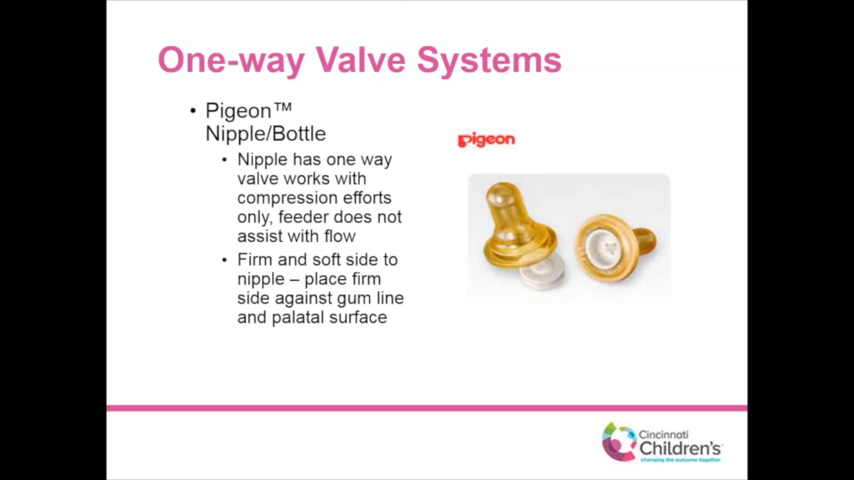 One-way Valve Systems
• Pigeon™
Nipple/Bottle
• Nipple has one way
valve works with
compression efforts
only, feeder does not
assist with flow
• Firm and soft side to
nipple – place firm
side against gum line
and palatal surface
pigeon
Cincinnati
Children's
changing the outcome together